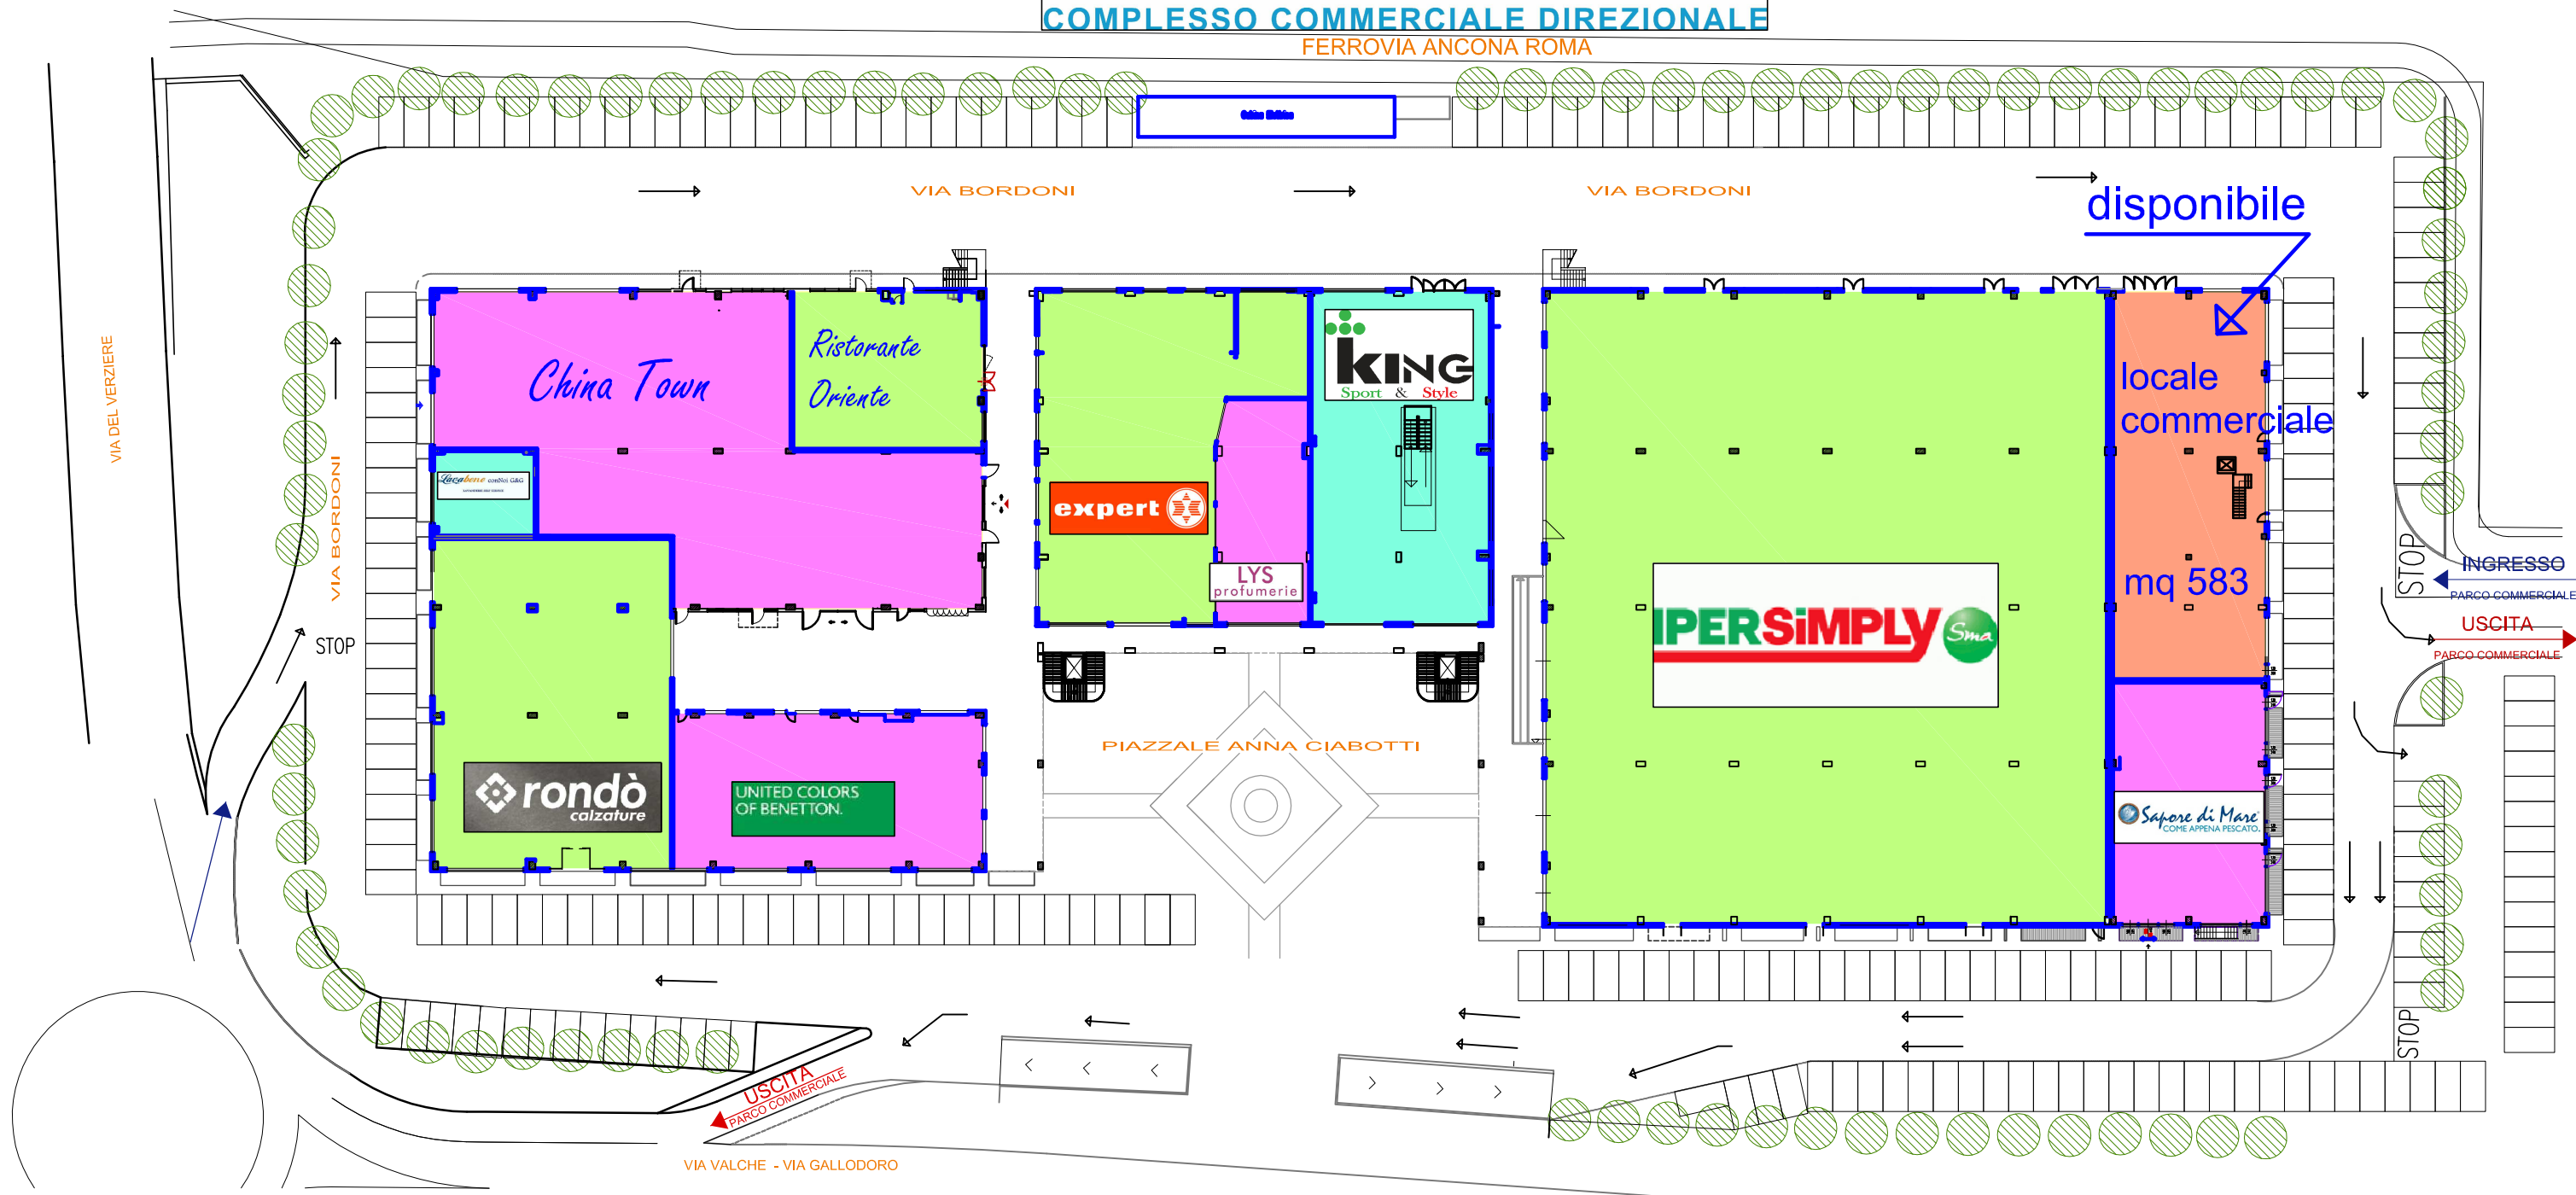 COMPLESSO COMMERCIALE DIREZIONALE
FERROVIA ANCONA ROMA
VIA BORDONI
VIA BORDONI
disponibile
VIA DEL VERZIERE
VIA BORDONI
STOP
China Town
Ristorante
Oriente
Lavabene conNoi G&G
rondò
calzature
UNITED COLORS
OF BENETTON.
expert
LYS
profumerie
KING
Sport & Style
IPERSiMPLY Sma
locale
commerciale
mq 583
Sapore di Mare
COME APPENA PESCATO.
PIAZZALE ANNA CIABOTTI
STOP
INGRESSO
PARCO COMMERCIALE
USCITA
PARCO COMMERCIALE
STOP
USCITA
PARCO COMMERCIALE
VIA VALCHE - VIA GALLODORO